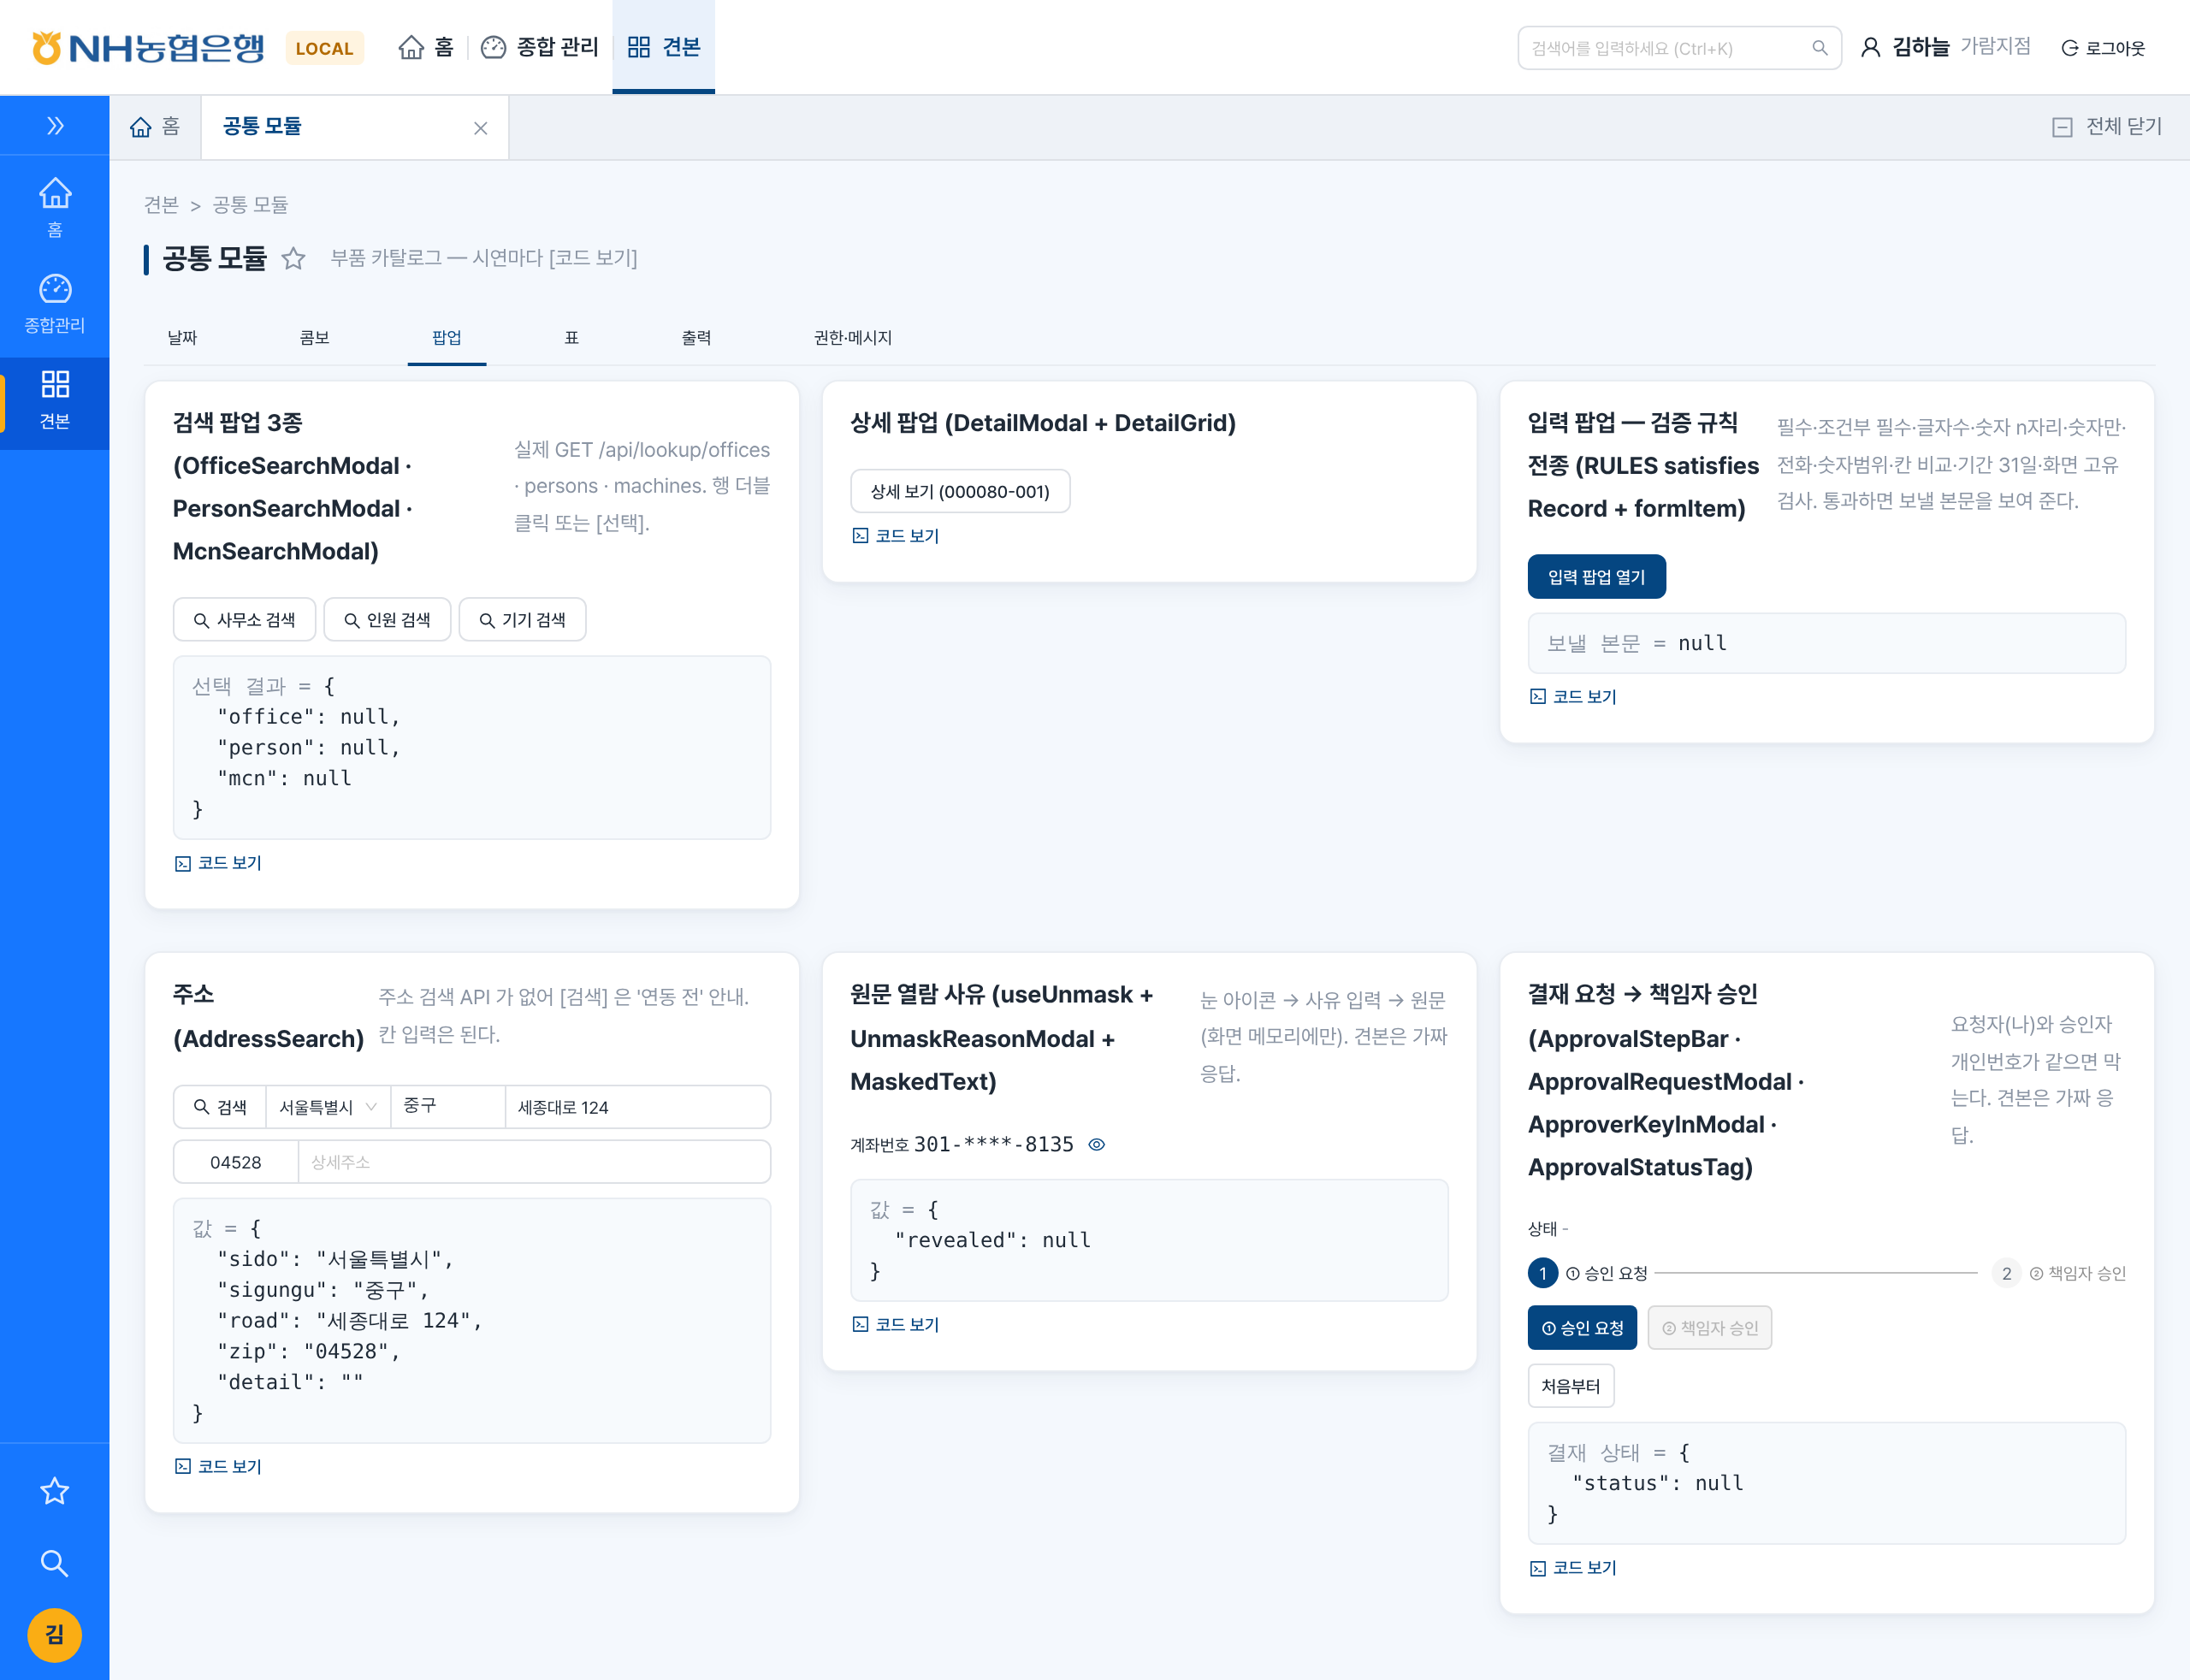 NH농협은행 LOCAL 홈 종합 관리 견본 검색어를 입력하세요 (Ctrl+K) 김하늘 가람지점 로그아웃
홈 공통 모듈 전체 닫기
홈
종합관리
견본
김
견본 > 공통 모듈
공통 모듈 부품 카탈로그 — 시연마다 [코드 보기]
날짜 콤보 팝업 표 출력 권한·메시지
검색 팝업 3종
(OfficeSearchModal ·
PersonSearchModal ·
McnSearchModal)
실제 GET /api/lookup/offices
· persons · machines. 행 더블
클릭 또는 [선택].
사무소 검색 인원 검색 기기 검색
선택 결과 = {
"office": null,
"person": null,
"mcn": null
}
코드 보기
상세 팝업 (DetailModal + DetailGrid)
상세 보기 (000080-001)
코드 보기
입력 팝업 — 검증 규칙
전종 (RULES satisfies
Record + formItem)
필수·조건부 필수·글자수·숫자 n자리·숫자만·
전화·숫자범위·칸 비교·기간 31일·화면 고유
검사. 통과하면 보낼 본문을 보여 준다.
입력 팝업 열기
보낼 본문 = null
코드 보기
주소
(AddressSearch)
주소 검색 API 가 없어 [검색] 은 '연동 전' 안내.
칸 입력은 된다.
검색 서울특별시 중구 세종대로 124
04528 상세주소
값 = {
"sido": "서울특별시",
"sigungu": "중구",
"road": "세종대로 124",
"zip": "04528",
"detail": ""
}
코드 보기
원문 열람 사유 (useUnmask +
UnmaskReasonModal +
MaskedText)
눈 아이콘 → 사유 입력 → 원문
(화면 메모리에만). 견본은 가짜
응답.
계좌번호 301-****-8135
값 = {
"revealed": null
}
코드 보기
결재 요청 → 책임자 승인
(ApprovalStepBar ·
ApprovalRequestModal ·
ApproverKeyInModal ·
ApprovalStatusTag)
요청자(나)와 승인자
개인번호가 같으면 막
는다. 견본은 가짜 응
답.
상태 -
1 ① 승인 요청 2 ② 책임자 승인
① 승인 요청 ② 책임자 승인
처음부터
결재 상태 = {
"status": null
}
코드 보기